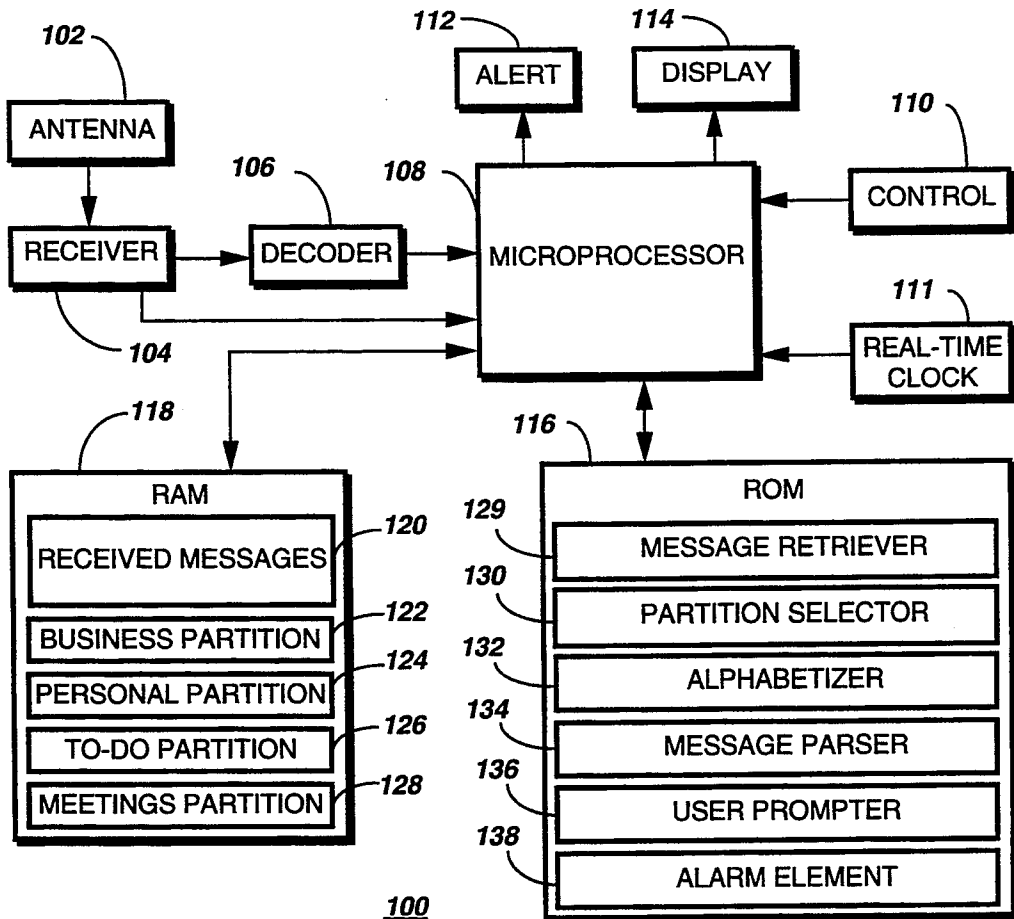 102
ANTENNA
112
ALERT
114
DISPLAY
110
CONTROL
106
DECODER
108
MICROPROCESSOR
RECEIVER
104
111
REAL-TIME
CLOCK
118
RAM
RECEIVED MESSAGES
120
BUSINESS PARTITION
122
PERSONAL PARTITION
124
TO-DO PARTITION
126
MEETINGS PARTITION
128
116
ROM
129
MESSAGE RETRIEVER
130
PARTITION SELECTOR
132
ALPHABETIZER
134
MESSAGE PARSER
136
USER PROMPTER
138
ALARM ELEMENT
100